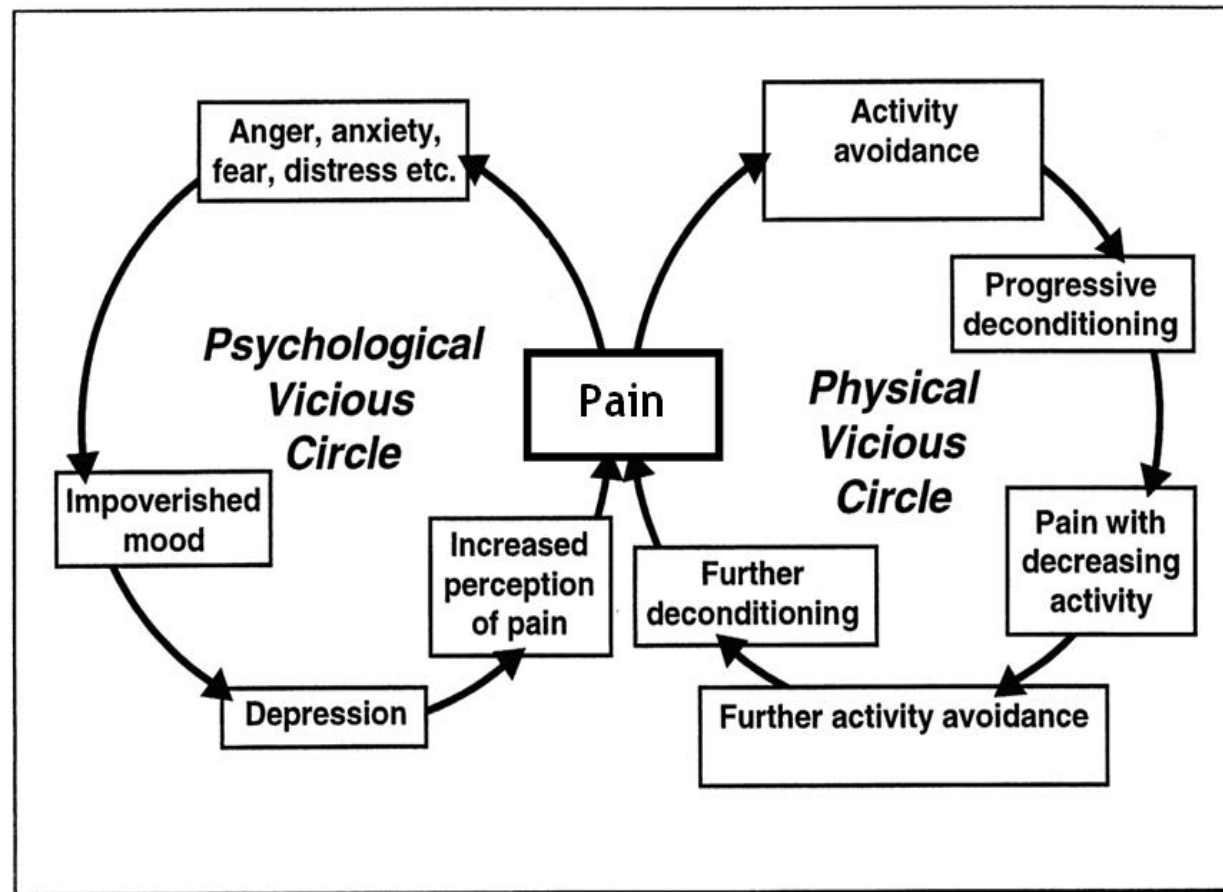 Anger, anxiety,
fear, distress etc.
Activity
avoidance
Progressive
deconditioning
Psychological
Vicious
Circle
Pain
Physical
Vicious
Circle
Impoverished
mood
Increased
perception
of pain
Further
deconditioning
Pain with
decreasing
activity
Depression
Further activity avoidance